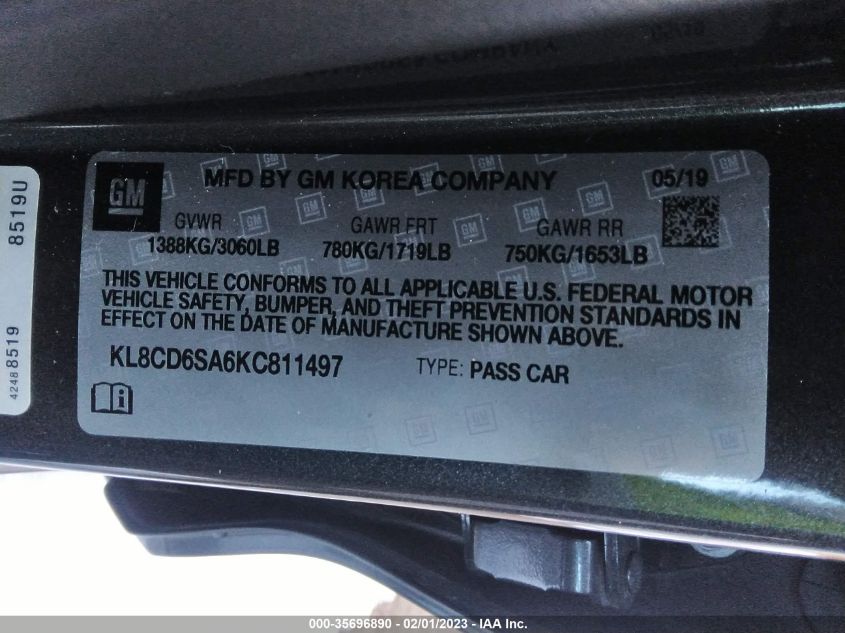 GM
MFD BY GM KOREA COMPANY 05/19
GVWR GAWR FRT GAWR RR
1388KG/3060LB 780KG/1719LB 750KG/1653LB
THIS VEHICLE CONFORMS TO ALL APPLICABLE U.S. FEDERAL MOTOR
VEHICLE SAFETY, BUMPER, AND THEFT PREVENTION STANDARDS IN
EFFECT ON THE DATE OF MANUFACTURE SHOWN ABOVE.
KL8CD6SA6KC811497 TYPE: PASS CAR
8519U
4248 8519
000-35696890 - 02/01/2023 - IAA Inc.